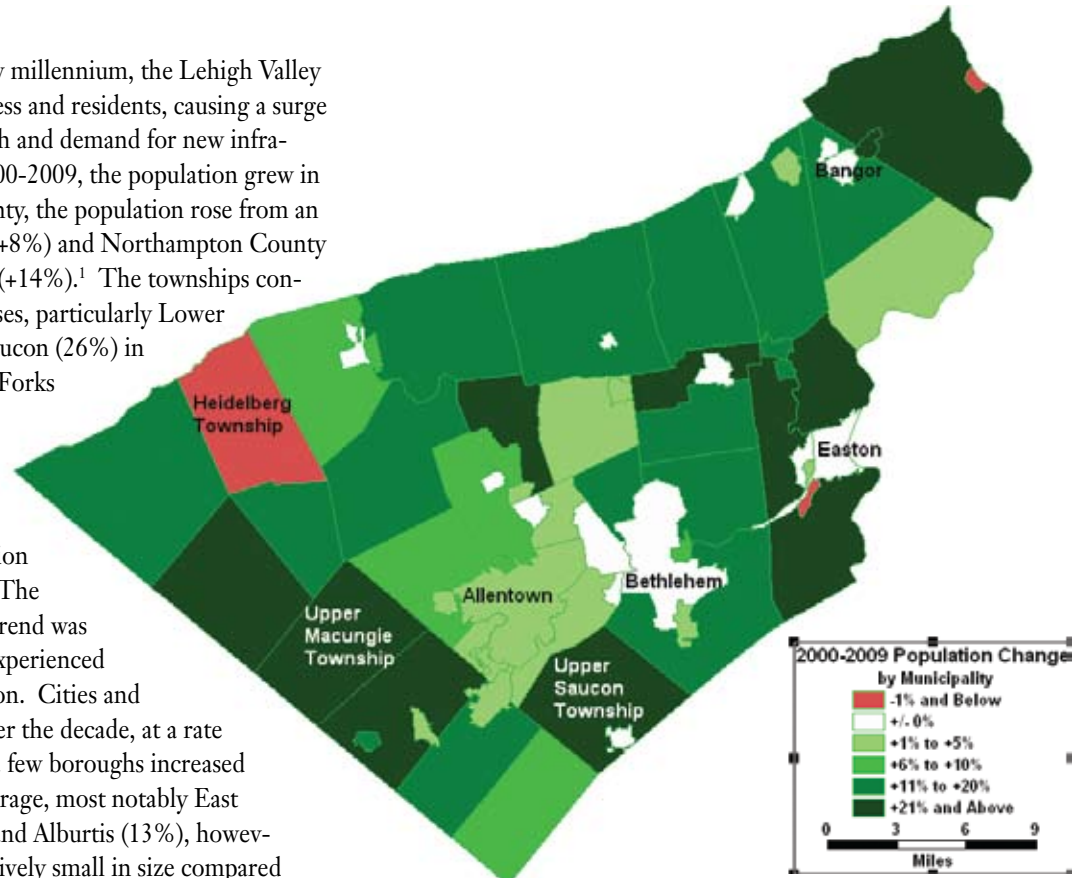 y millennium, the Lehigh Valley
ess and residents, causing a surge
h and demand for new infra-
00-2009, the population grew in
nty, the population rose from an
+8%) and Northampton County
(+14%).¹ The townships con-
ses, particularly Lower
ucon (26%) in
Forks
ion
The
rend was
xperienced
on. Cities and
er the decade, at a rate
few boroughs increased
rage, most notably East
nd Alburtis (13%), howev-
tively small in size compared
Bangor
Heidelberg
Township
Easton
Bethlehem
Allentown
Upper
Macungie
Township
Upper
Saucon
Township
2000-2009 Population Change
by Municipality
-1% and Below
+/- 0%
+1% to +5%
+6% to +10%
+11% to +20%
+21% and Above
0 3 6 9
Miles